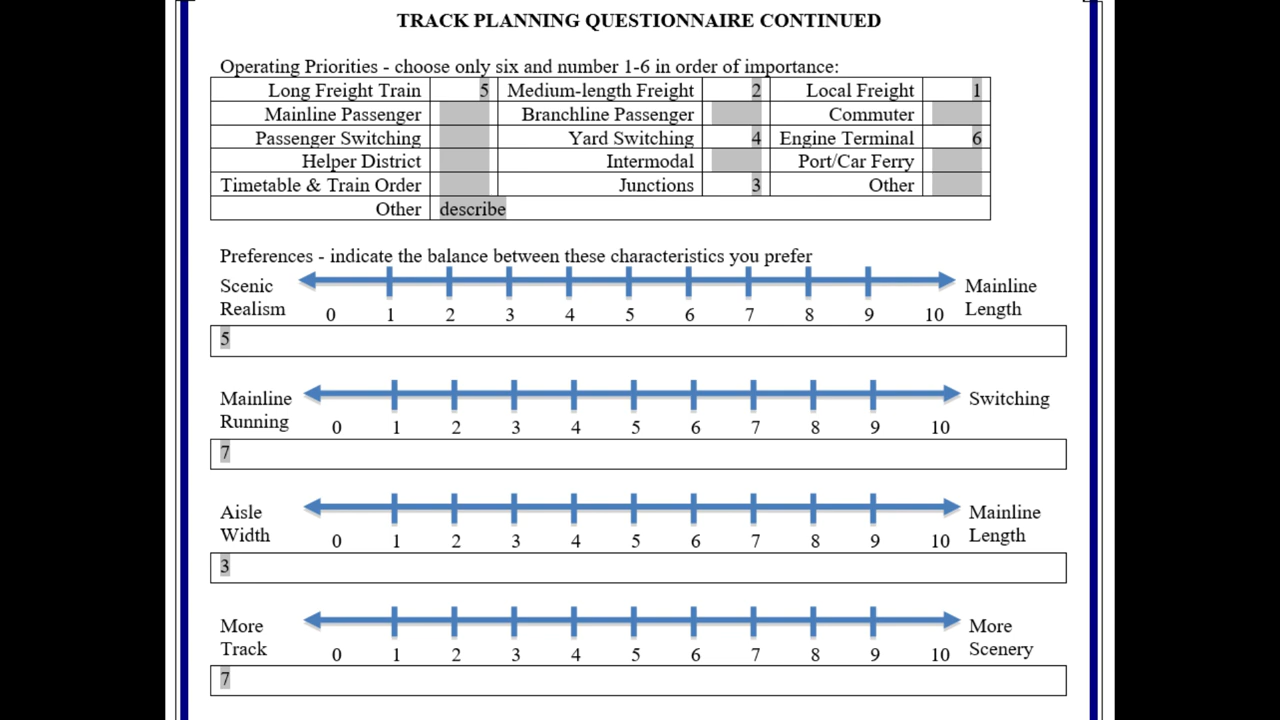 TRACK PLANNING QUESTIONNAIRE CONTINUED
Operating Priorities - choose only six and number 1-6 in order of importance:
Long Freight Train 5 Medium-length Freight 2 Local Freight 1
Mainline Passenger Branchline Passenger Commuter
Passenger Switching Yard Switching 4 Engine Terminal 6
Helper District Intermodal Port/Car Ferry
Timetable & Train Order Junctions 3 Other
Other describe
Preferences - indicate the balance between these characteristics you prefer
Scenic Realism 0 1 2 3 4 5 6 7 8 9 10 Mainline Length
5
Mainline Running 0 1 2 3 4 5 6 7 8 9 10 Switching
7
Aisle Width 0 1 2 3 4 5 6 7 8 9 10 Mainline Length
3
More Track 0 1 2 3 4 5 6 7 8 9 10 More Scenery
7